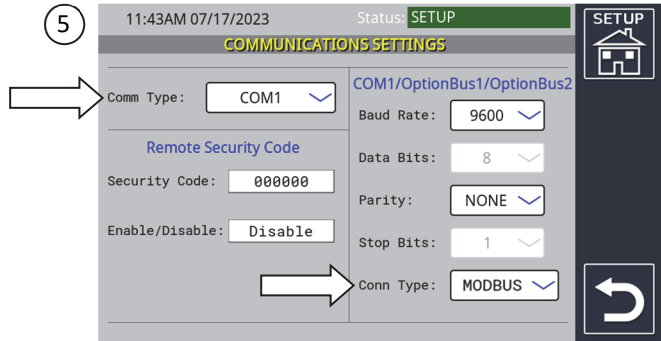 5
11:43AM 07/17/2023
Status: SETUP
SETUP
COMMUNICATIONS SETTINGS
Comm Type: COM1
Remote Security Code
Security Code: 000000
Enable/Disable: Disable
COM1/OptionBus1/OptionBus2
Baud Rate: 9600
Data Bits: 8
Parity: NONE
Stop Bits: 1
Conn Type: MODBUS